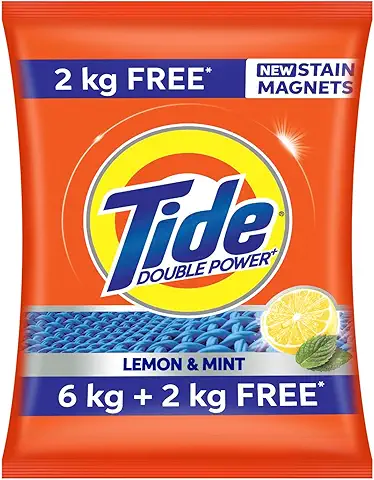 2 kg FREE*
NEW STAIN
MAGNETS
Tide®
DOUBLE POWER+
LEMON & MINT
6 kg + 2 kg FREE*